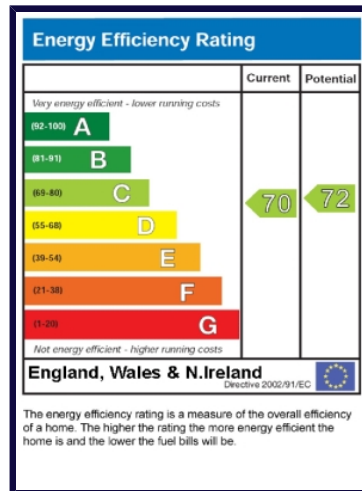 Energy Efficiency Rating
Current Potential
Very energy efficient - lower running costs
(92-100) A
(81-91) B
(69-80) C
70 72
(55-68) D
(39-54) E
(21-38) F
(1-20) G
Not energy efficient - higher running costs
England, Wales & N.Ireland
Directive 2002/91/EC
The energy efficiency rating is a measure of the overall efficiency
of a home. The higher the rating the more energy efficient the
home is and the lower the fuel bills will be.